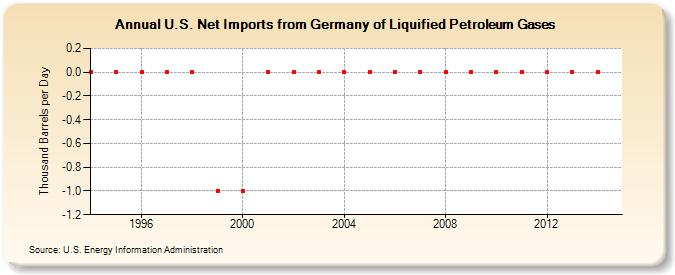 Annual U.S. Net Imports from Germany of Liquified Petroleum Gases
Thousand Barrels per Day
0.2
0.0
-0.2
-0.4
-0.6
-0.8
-1.0
-1.2
1996 2000 2004 2008 2012
Source: U.S. Energy Information Administration